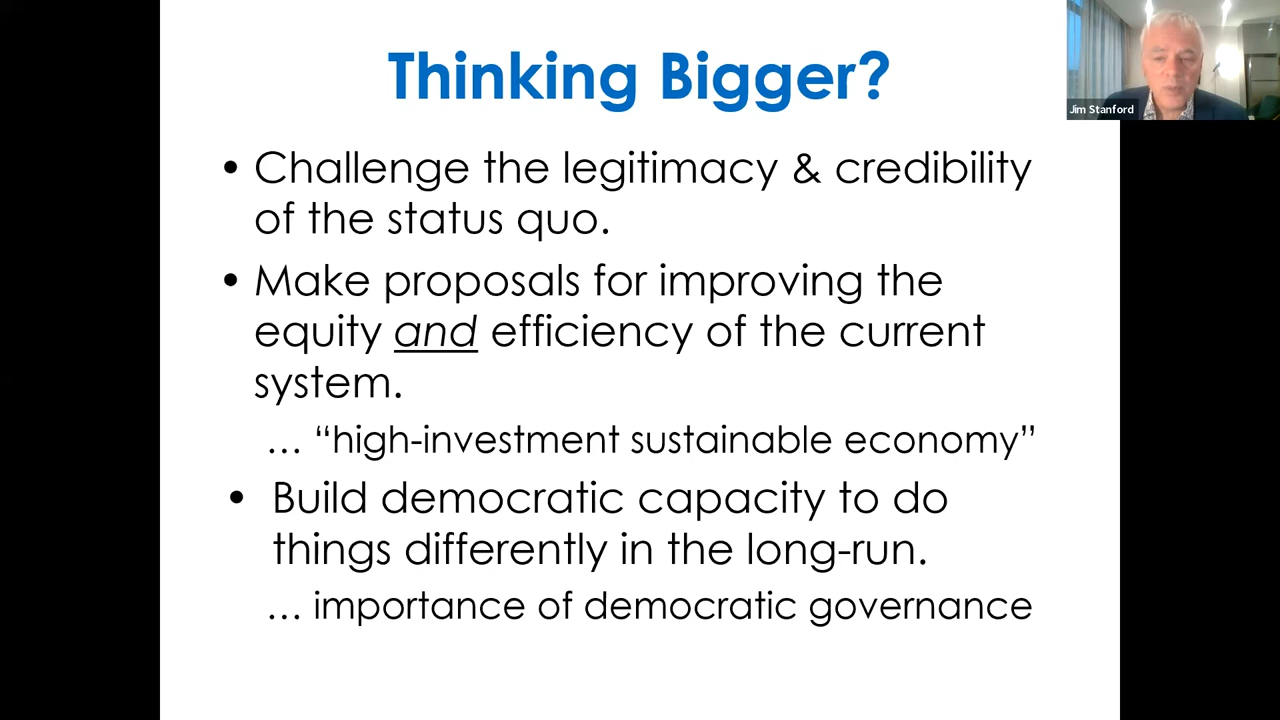 Thinking Bigger?
Jim Stanford
• Challenge the legitimacy & credibility
of the status quo.
• Make proposals for improving the
equity and efficiency of the current
system.
… “high-investment sustainable economy”
• Build democratic capacity to do
things differently in the long-run.
… importance of democratic governance